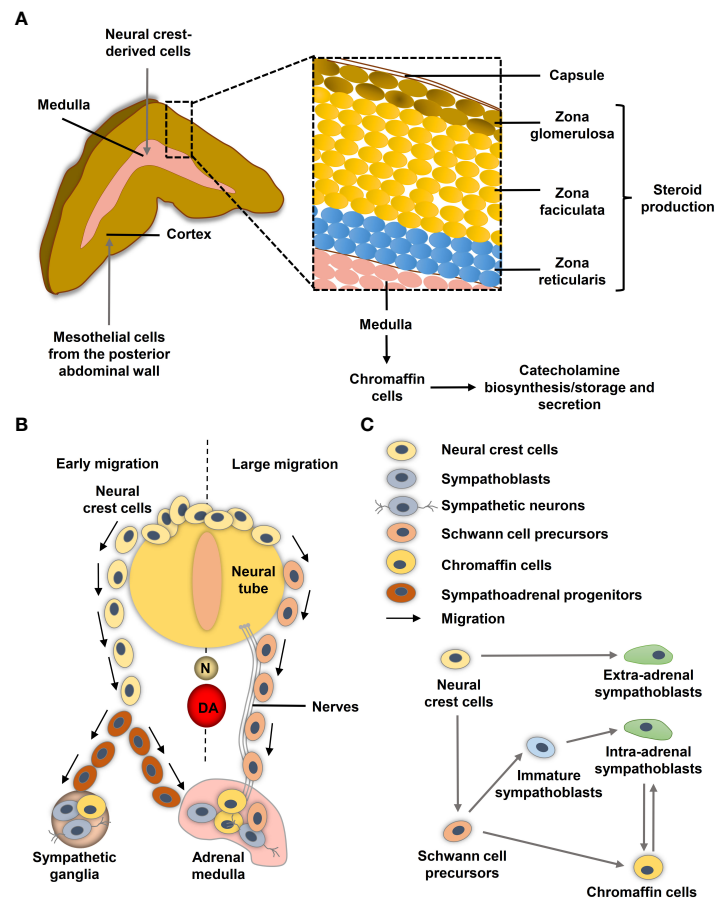 A
Neural crest-
derived cells
Medulla
Cortex
Mesothelial cells
from the posterior
abdominal wall
Capsule
Zona
glomerulosa
Zona
faciculata
Zona
reticularis
Steroid
production
Medulla
Chromaffin
cells
Catecholamine
biosynthesis/storage and
secretion
B
Early migration
Large migration
Neural
crest cells
Neural
tube
N
DA
Nerves
Sympathetic
ganglia
Adrenal
medulla
C
Neural crest cells
Sympathoblasts
Sympathetic neurons
Schwann cell precursors
Chromaffin cells
Sympathoadrenal progenitors
Migration
Neural
crest cells
Extra-adrenal
sympathoblasts
Immature
sympathoblasts
Intra-adrenal
sympathoblasts
Schwann cell
precursors
Chromaffin cells